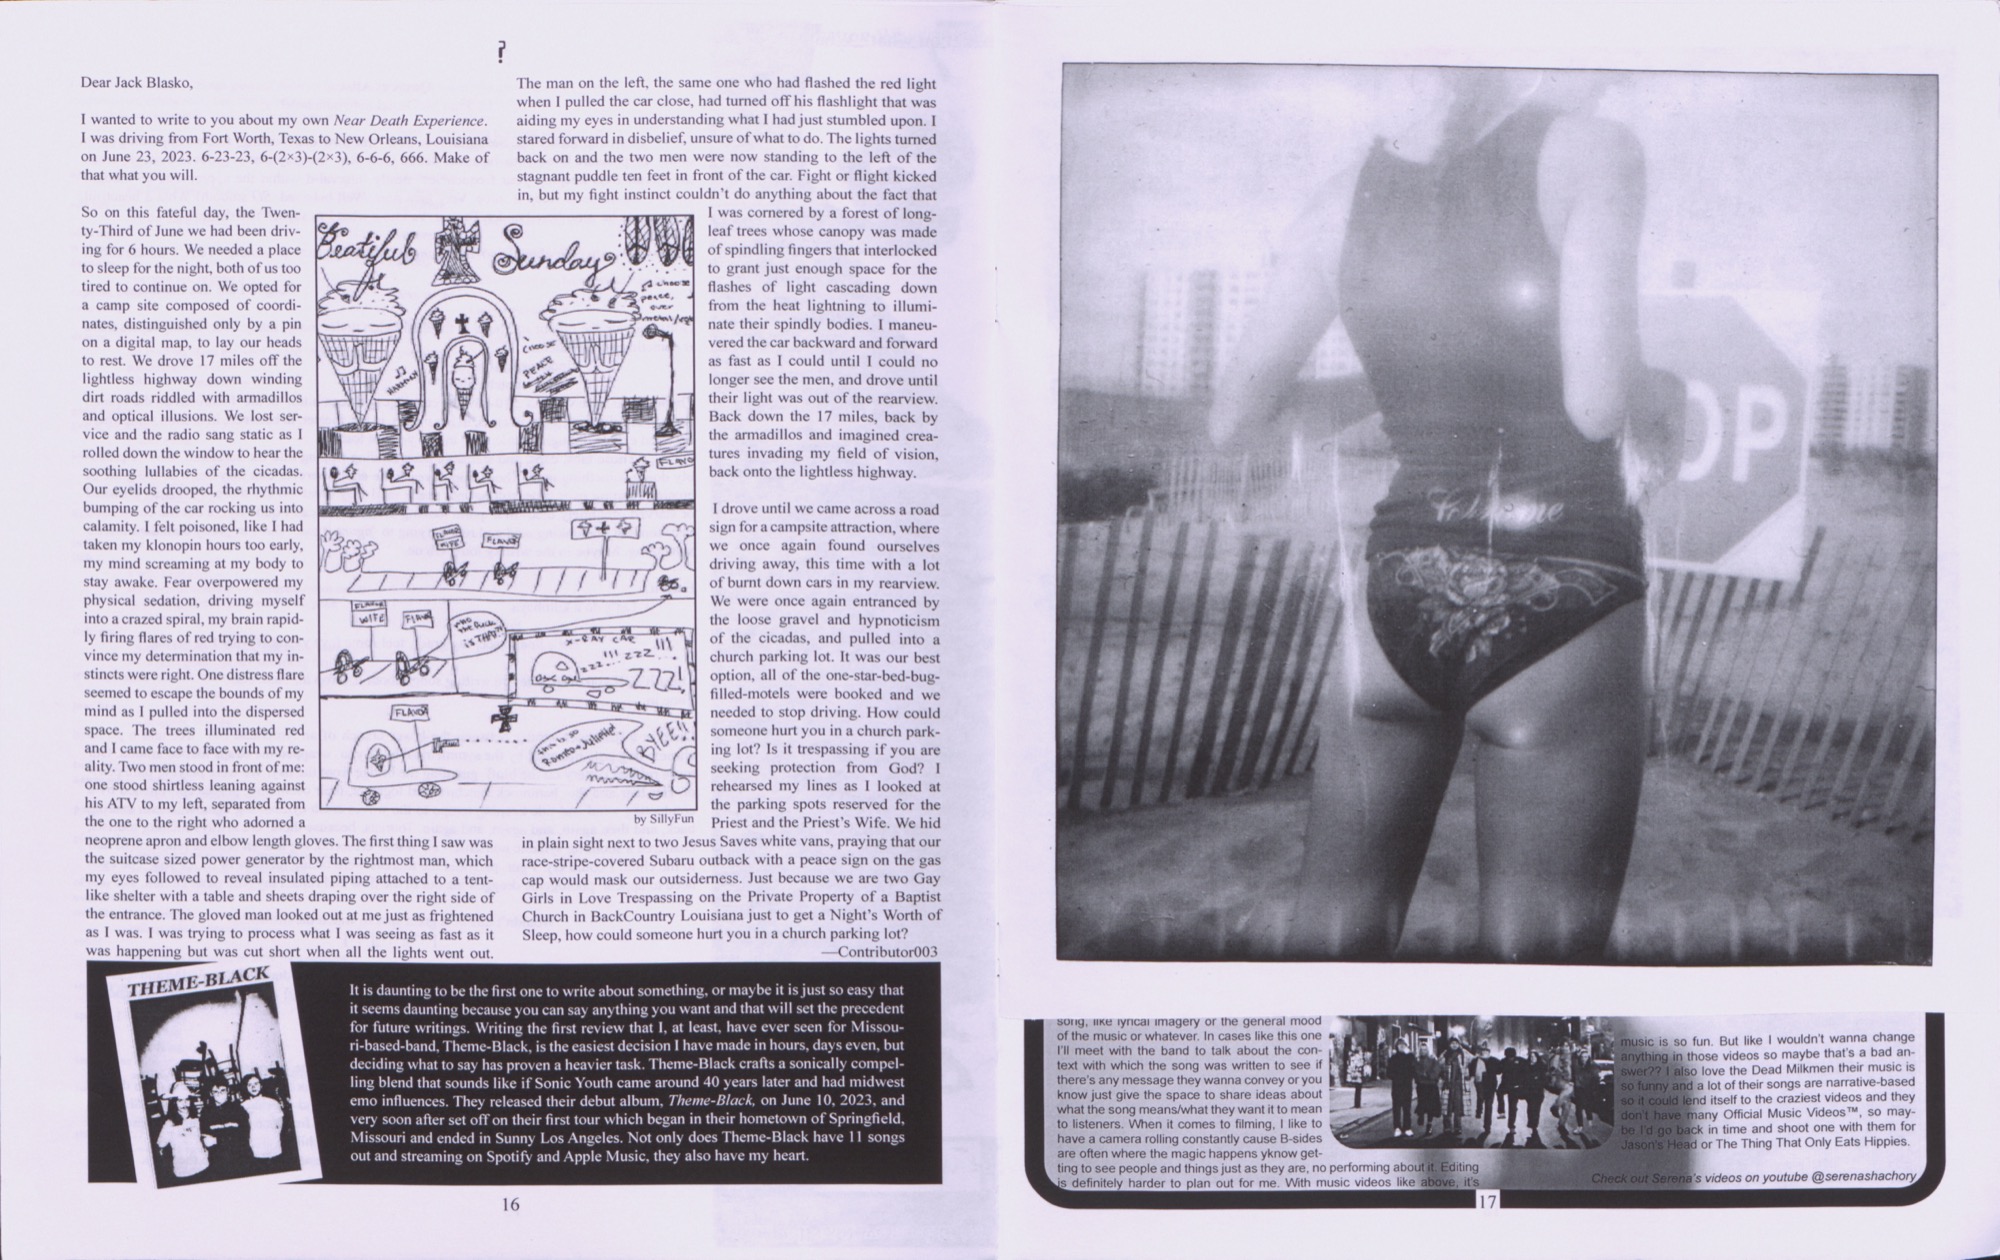 ?
Dear Jack Blasko,
I wanted to write to you about my own Near Death Experience.
I was driving from Fort Worth, Texas to New Orleans, Louisiana
on June 23, 2023. 6-23-23, 6-(2×3)-(2×3), 6-6-6, 666. Make of
that what you will.
So on this fateful day, the Twen-
ty-Third of June we had been driv-
ing for 6 hours. We needed a place
to sleep for the night, both of us too
tired to continue on. We opted for
a camp site composed of coordi-
nates, distinguished only by a pin
on a digital map, to lay our heads
to rest. We drove 17 miles off the
lightless highway down winding
dirt roads riddled with armadillos
and optical illusions. We lost ser-
vice and the radio sang static as I
rolled down the window to hear the
soothing lullabies of the cicadas.
Our eyelids drooped, the rhythmic
bumping of the car rocking us into
calamity. I felt poisoned, like I had
taken my klonopin hours too early,
my mind screaming at my body to
stay awake. Fear overpowered my
physical sedation, driving myself
into a crazed spiral, my brain rapid-
ly firing flares of red trying to con-
vince my determination that my in-
stincts were right. One distress flare
seemed to escape the bounds of my
mind as I pulled into the dispersed
space. The trees illuminated red
and I came face to face with my re-
ality. Two men stood in front of me:
one stood shirtless leaning against
his ATV to my left, separated from
the one to the right who adorned a
neoprene apron and elbow length gloves. The first thing I saw was
the suitcase sized power generator by the rightmost man, which
my eyes followed to reveal insulated piping attached to a tent-
like shelter with a table and sheets draping over the right side of
the entrance. The gloved man looked out at me just as frightened
as I was. I was trying to process what I was seeing as fast as it
was happening but was cut short when all the lights went out.
The man on the left, the same one who had flashed the red light
when I pulled the car close, had turned off his flashlight that was
aiding my eyes in understanding what I had just stumbled upon. I
stared forward in disbelief, unsure of what to do. The lights turned
back on and the two men were now standing to the left of the
stagnant puddle ten feet in front of the car. Fight or flight kicked
in, but my fight instinct couldn't do anything about the fact that
I was cornered by a forest of long-
leaf trees whose canopy was made
of spindling fingers that interlocked
to grant just enough space for the
flashes of light cascading down
from the heat lightning to illumi-
nate their spindly bodies. I maneu-
vered the car backward and forward
as fast as I could until I could no
longer see the men, and drove until
their light was out of the rearview.
Back down the 17 miles, back by
the armadillos and imagined crea-
tures invading my field of vision,
back onto the lightless highway.
I drove until we came across a road
sign for a campsite attraction, where
we once again found ourselves
driving away, this time with a lot
of burnt down cars in my rearview.
We were once again entranced by
the loose gravel and hypnoticism
of the cicadas, and pulled into a
church parking lot. It was our best
option, all of the one-star-bed-bug-
filled-motels were booked and we
needed to stop driving. How could
someone hurt you in a church park-
ing lot? Is it trespassing if you are
seeking protection from God? I
rehearsed my lines as I looked at
the parking spots reserved for the
Priest and the Priest's Wife. We hid
in plain sight next to two Jesus Saves white vans, praying that our
race-stripe-covered Subaru outback with a peace sign on the gas
cap would mask our outsiderness. Just because we are two Gay
Girls in Love Trespassing on the Private Property of a Baptist
Church in BackCountry Louisiana just to get a Night's Worth of
Sleep, how could someone hurt you in a church parking lot?
—Contributor003
Beatiful Sunday
choose
peace,
over
choose
PEACE
FLAVOR
FLAVOR
WIFE
FLAVOR
FLAVOR
WIFE
FLAVOR
who
the fuck
is THAT?
X-RAY CAR
zzz...!!! zzz!!!
ZZZ!
FLAVOR
this is so
Romeo + Juliette!
BYEE!!
by SillyFun
THEME-BLACK
It is daunting to be the first one to write about something, or maybe it is just so easy that
it seems daunting because you can say anything you want and that will set the precedent
for future writings. Writing the first review that I, at least, have ever seen for Missou-
ri-based-band, Theme-Black, is the easiest decision I have made in hours, days even, but
deciding what to say has proven a heavier task. Theme-Black crafts a sonically compel-
ling blend that sounds like if Sonic Youth came around 40 years later and had midwest
emo influences. They released their debut album, Theme-Black, on June 10, 2023, and
very soon after set off on their first tour which began in their hometown of Springfield,
Missouri and ended in Sunny Los Angeles. Not only does Theme-Black have 11 songs
out and streaming on Spotify and Apple Music, they also have my heart.
16
OP
song, like lyrical imagery or the general mood
of the music or whatever. In cases like this one
I'll meet with the band to talk about the con-
text with which the song was written to see if
there's any message they wanna convey or you
know just give the space to share ideas about
what the song means/what they want it to mean
to listeners. When it comes to filming, I like to
have a camera rolling constantly cause B-sides
are often where the magic happens yknow get-
ting to see people and things just as they are, no performing about it. Editing
is definitely harder to plan out for me. With music videos like above, it's
music is so fun. But like I wouldn't wanna change
anything in those videos so maybe that's a bad an-
swer?? I also love the Dead Milkmen their music is
so funny and a lot of their songs are narrative-based
so it could lend itself to the craziest videos and they
don't have many Official Music Videos™, so may-
be I'd go back in time and shoot one with them for
Jason's Head or The Thing That Only Eats Hippies.
Check out Serena's videos on youtube @serenashachory
17